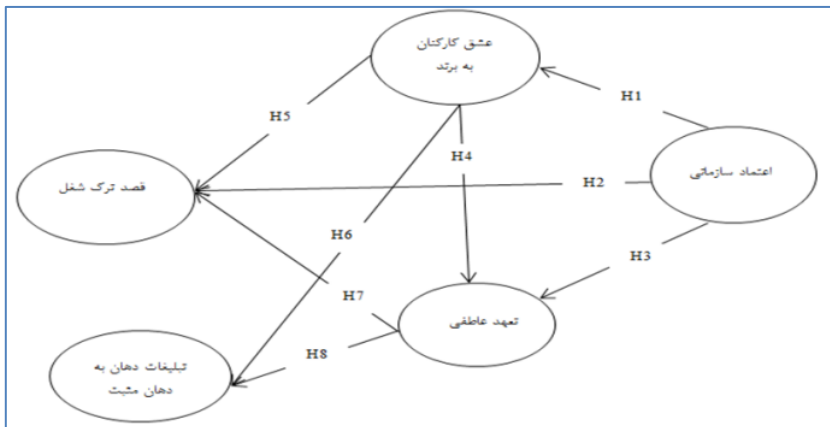 عشق کارکنان
به برند
H1
H5
H4
اعتماد سازمانی
قصد ترک شغل
H2
H6
H3
H7
تعهد عاطفی
H8
تبلیغات دهان به
دهان مثبت